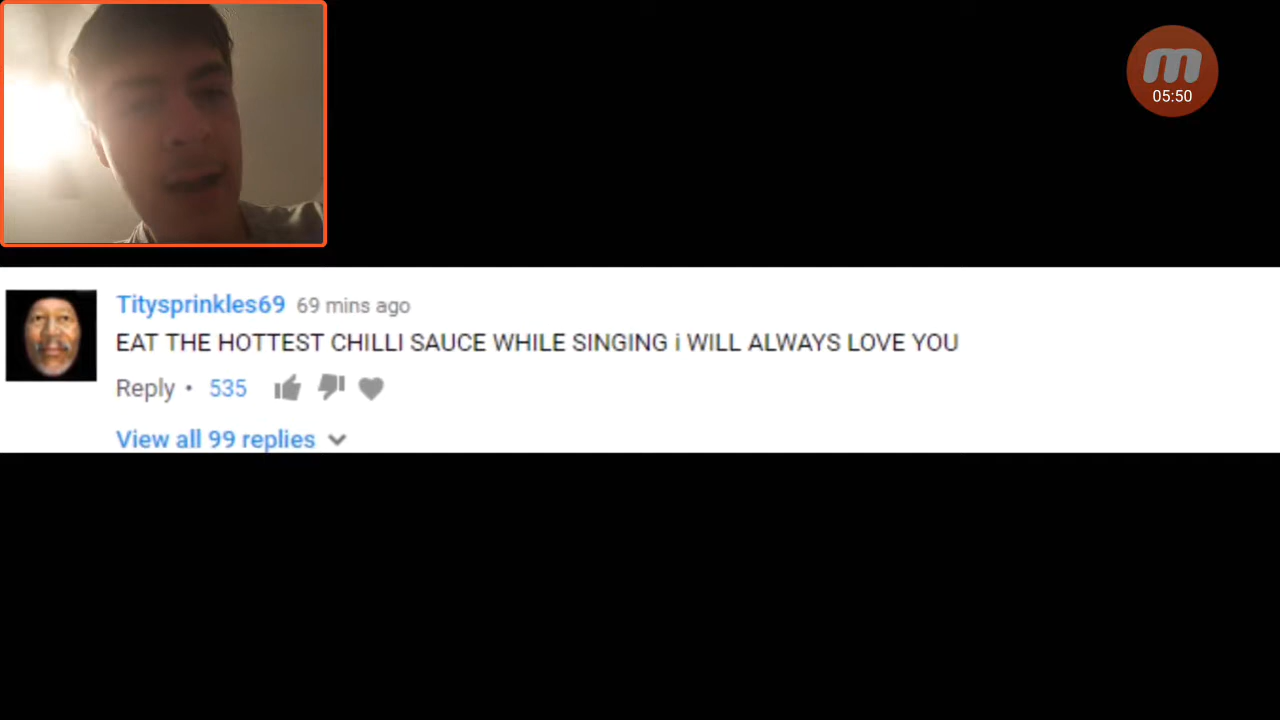 m
05:50
Titysprinkles69 69 mins ago
EAT THE HOTTEST CHILLI SAUCE WHILE SINGING i WILL ALWAYS LOVE YOU
Reply • 535
View all 99 replies